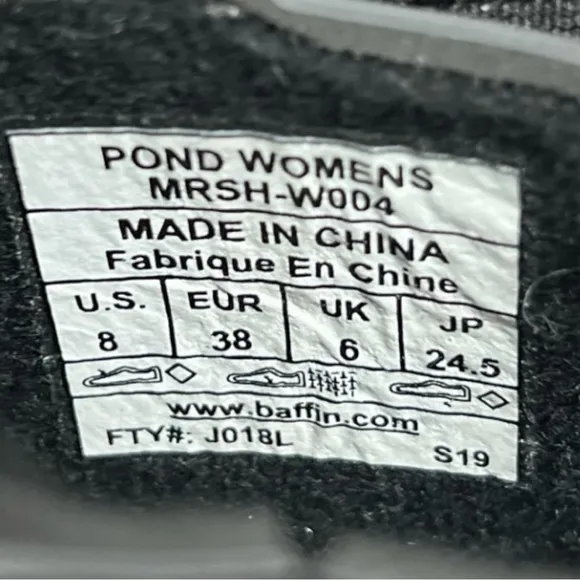 POND WOMENS
MRSH-W004
MADE IN CHINA
Fabrique En Chine
U.S. EUR UK JP
8 38 6 24.5
www.baffin.com
FTY#: J018L S19